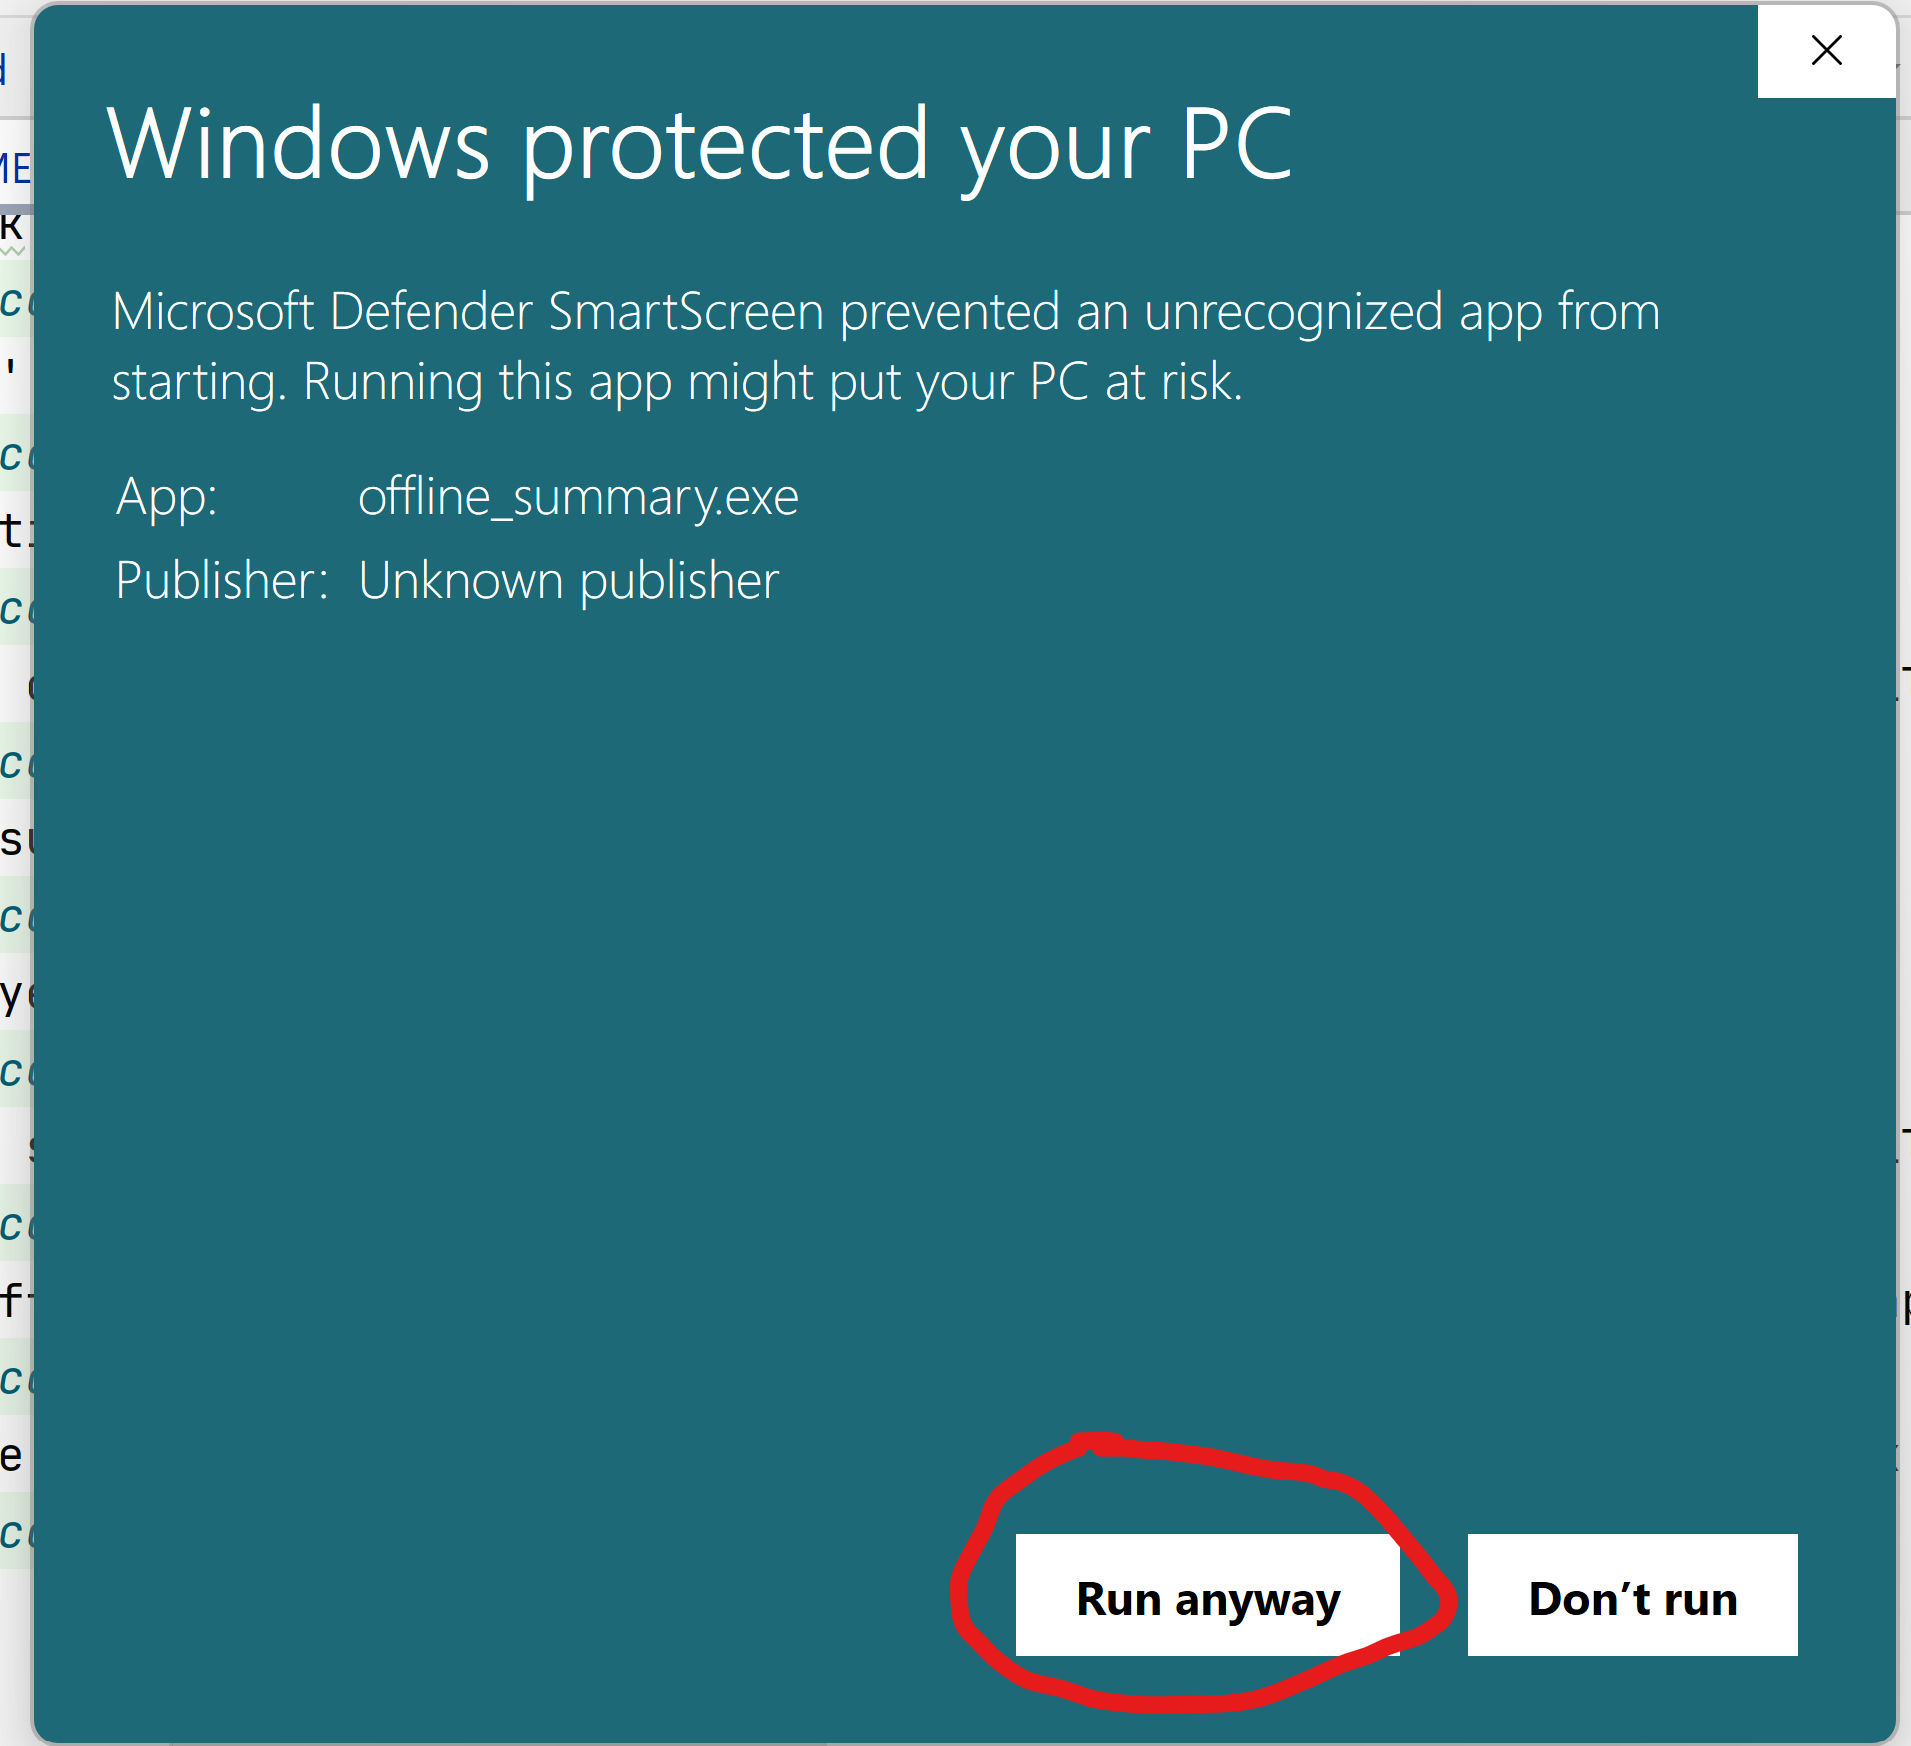 Windows protected your PC
Microsoft Defender SmartScreen prevented an unrecognized app from
starting. Running this app might put your PC at risk.
App: offline_summary.exe
Publisher: Unknown publisher
Run anyway Don’t run